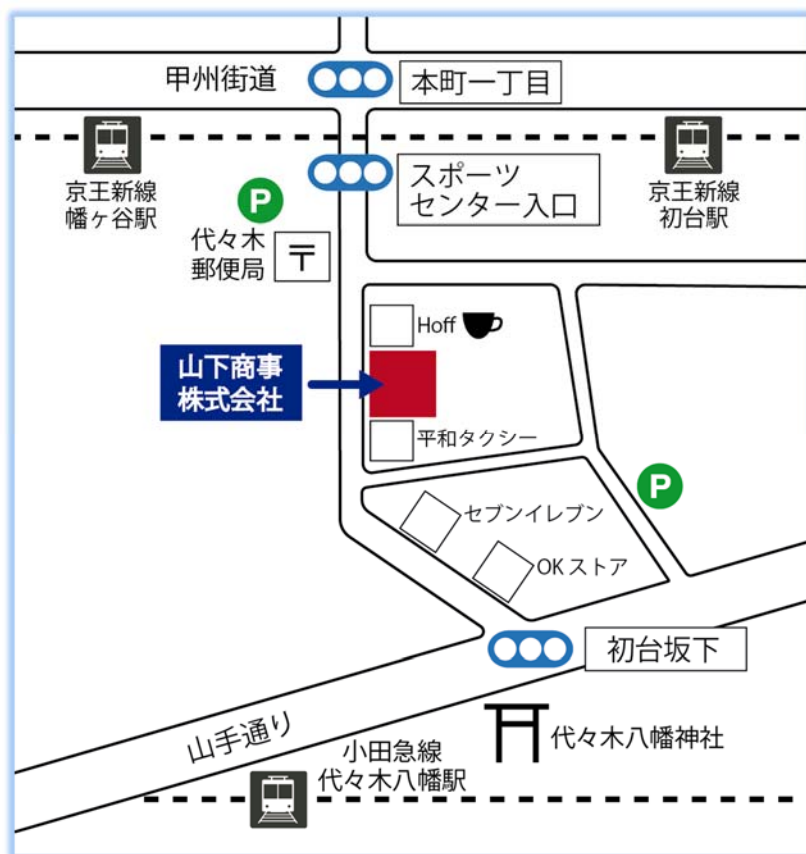 甲州街道
本町一丁目
京王新線
幡ヶ谷駅
スポーツ
センター入口
京王新線
初台駅
P
代々木
郵便局
〒
Hoff
山下商事
株式会社
平和タクシー
P
セブンイレブン
OKストア
初台坂下
山手通り
代々木八幡神社
小田急線
代々木八幡駅